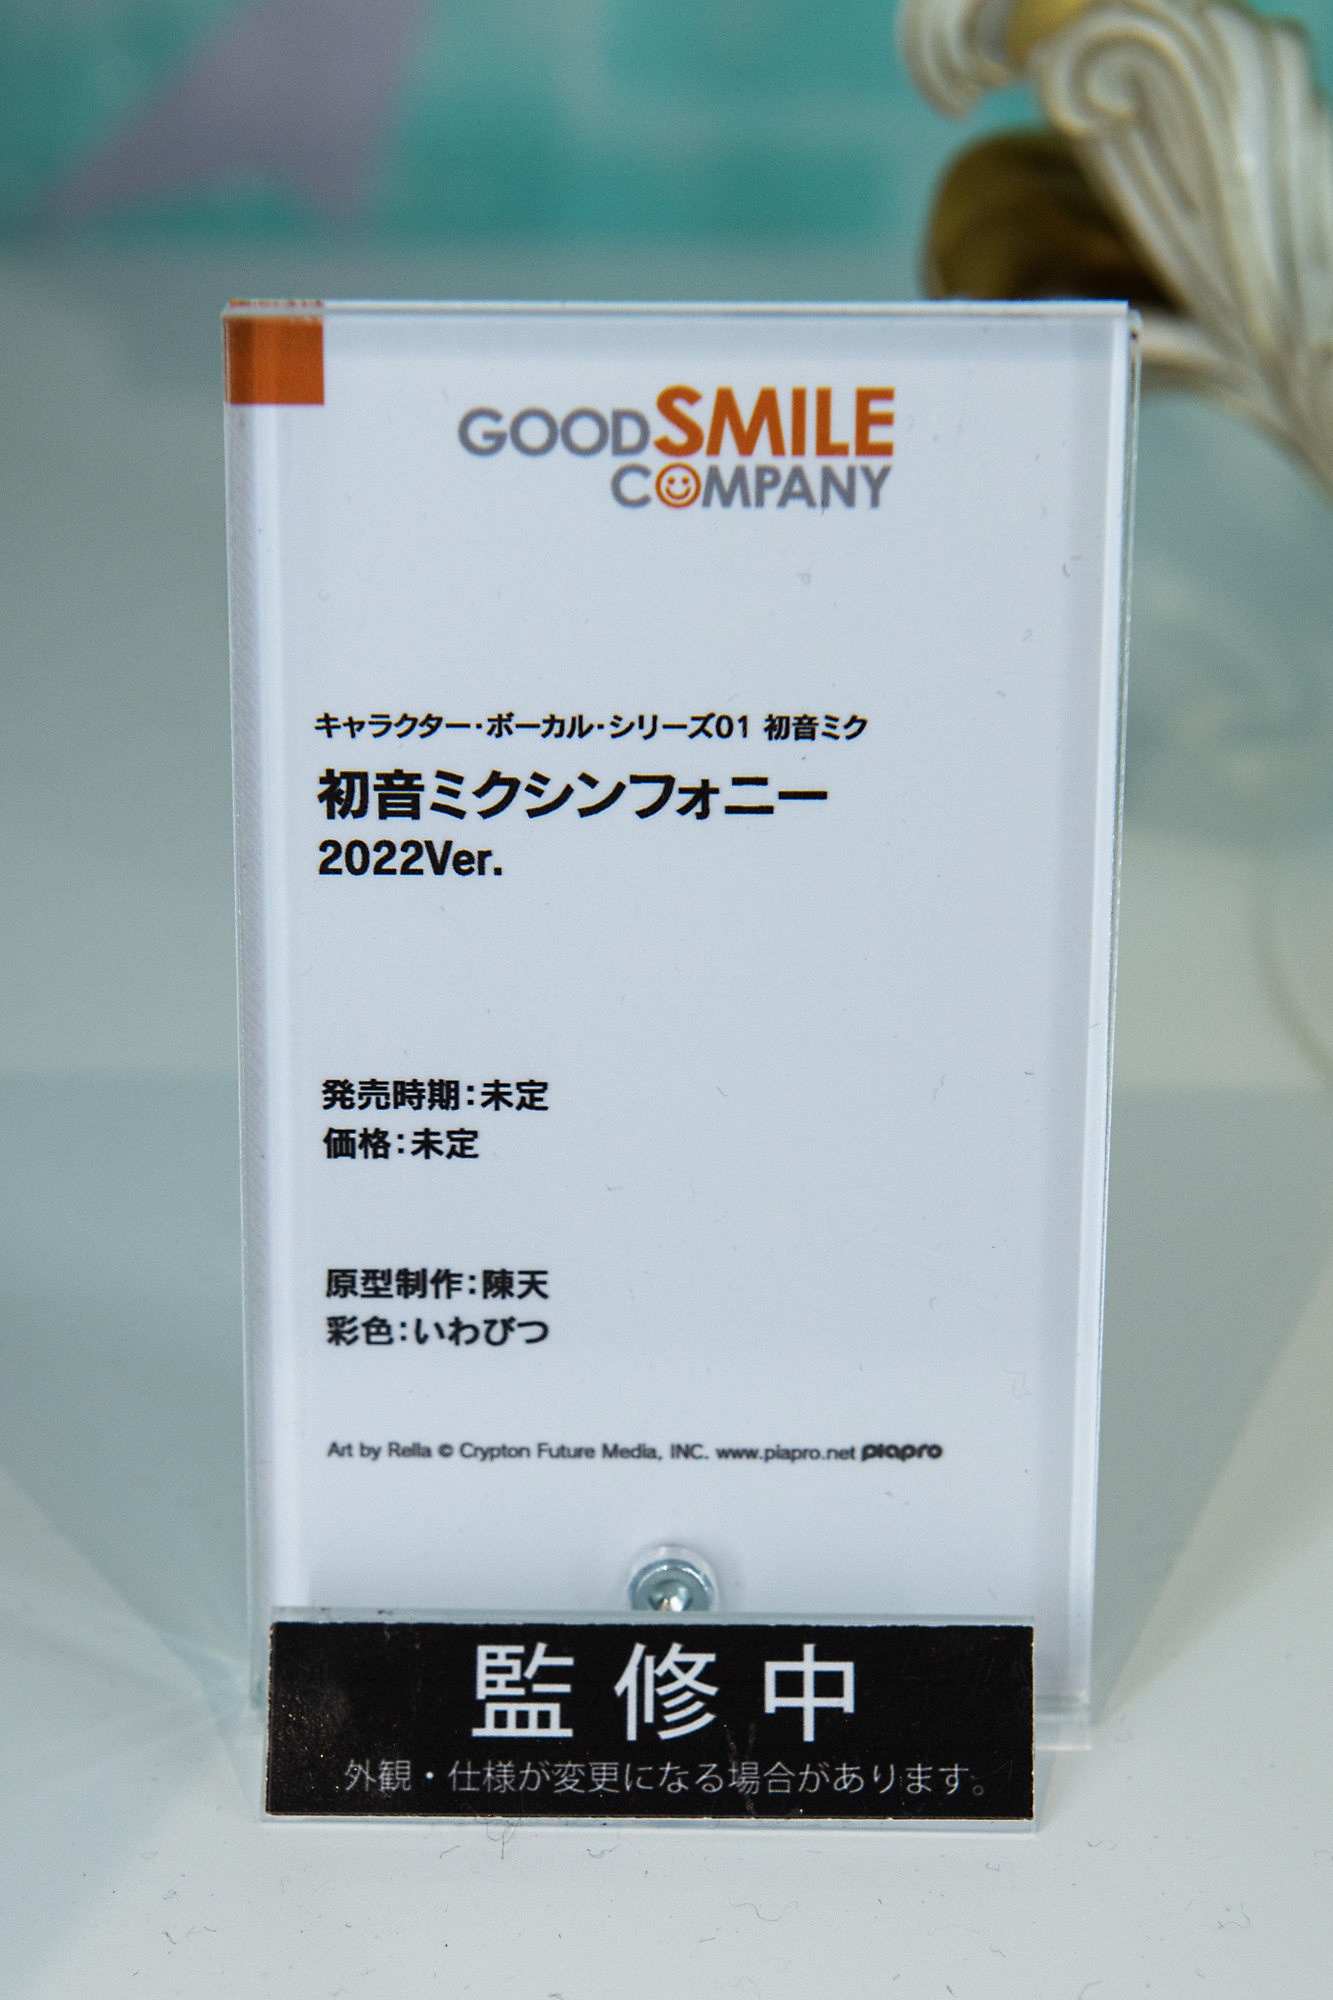 GOOD SMILE
COMPANY
キャラクター・ボーカル・シリーズ01 初音ミク
初音ミクシンフォニー
2022Ver.
発売時期：未定
価格：未定
原型制作：陳天
彩色：いわびつ
Art by Rella © Crypton Future Media, INC. www.piapro.net piapro
監修中
外観・仕様が変更になる場合があります。